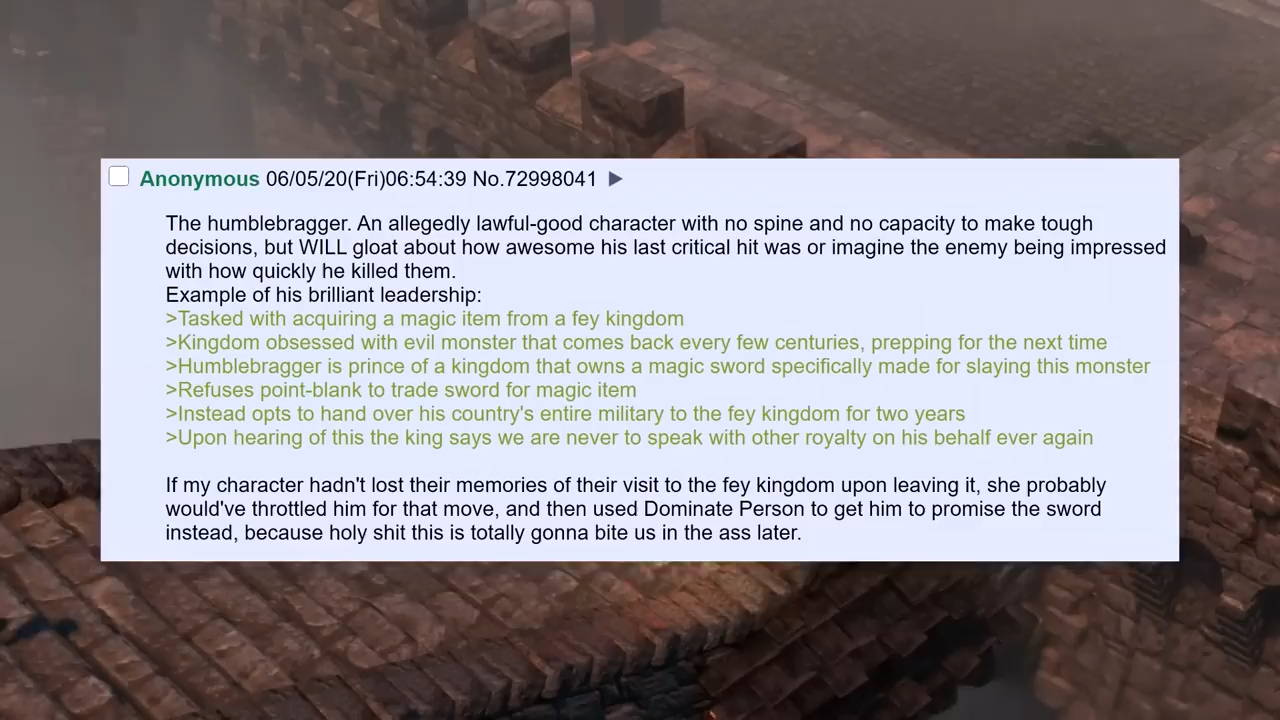 Anonymous 06/05/20(Fri)06:54:39 No.72998041 ▶
The humblebragger. An allegedly lawful-good character with no spine and no capacity to make tough
decisions, but WILL gloat about how awesome his last critical hit was or imagine the enemy being impressed
with how quickly he killed them.
Example of his brilliant leadership:
>Tasked with acquiring a magic item from a fey kingdom
>Kingdom obsessed with evil monster that comes back every few centuries, prepping for the next time
>Humblebragger is prince of a kingdom that owns a magic sword specifically made for slaying this monster
>Refuses point-blank to trade sword for magic item
>Instead opts to hand over his country's entire military to the fey kingdom for two years
>Upon hearing of this the king says we are never to speak with other royalty on his behalf ever again
If my character hadn't lost their memories of their visit to the fey kingdom upon leaving it, she probably
would've throttled him for that move, and then used Dominate Person to get him to promise the sword
instead, because holy shit this is totally gonna bite us in the ass later.